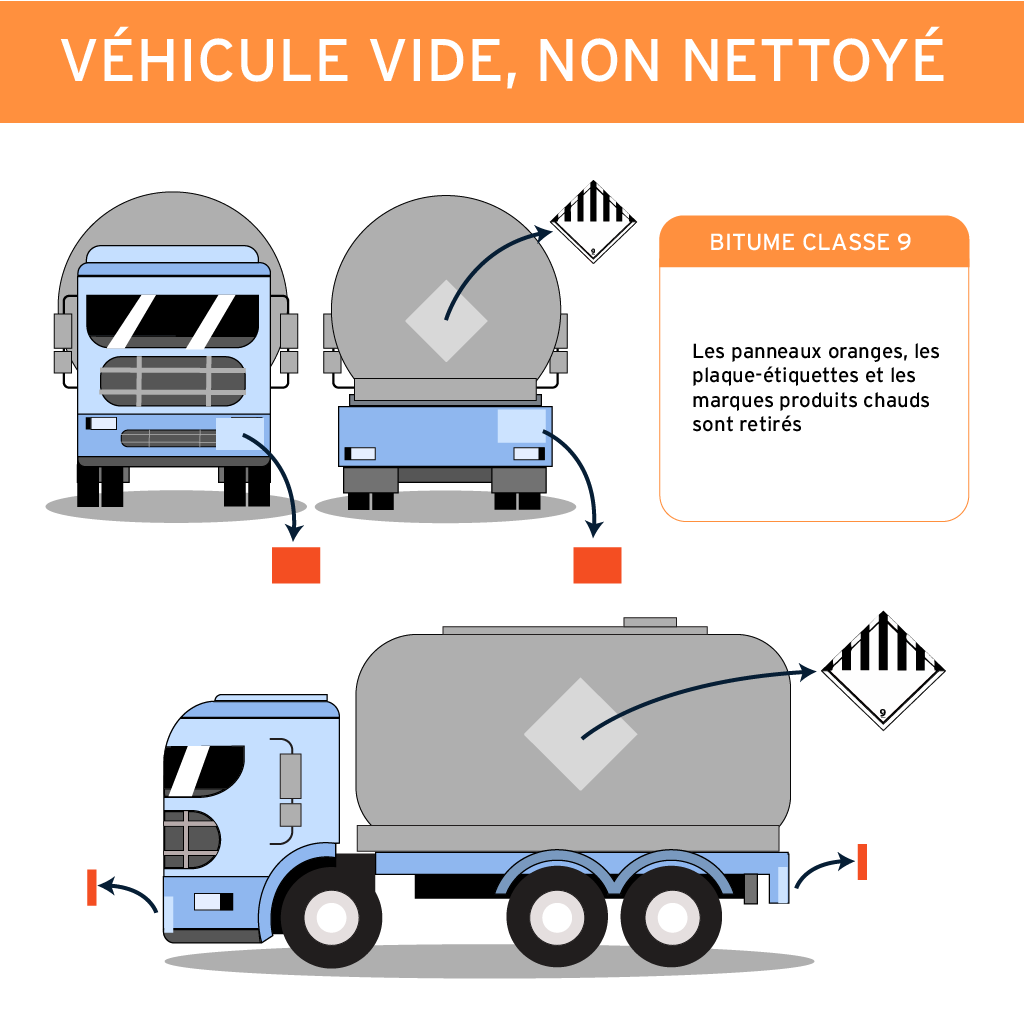 VÉHICULE VIDE, NON NETTOYÉ
9
BITUME CLASSE 9
Les panneaux oranges, les
plaque-étiquettes et les
marques produits chauds
sont retirés
9